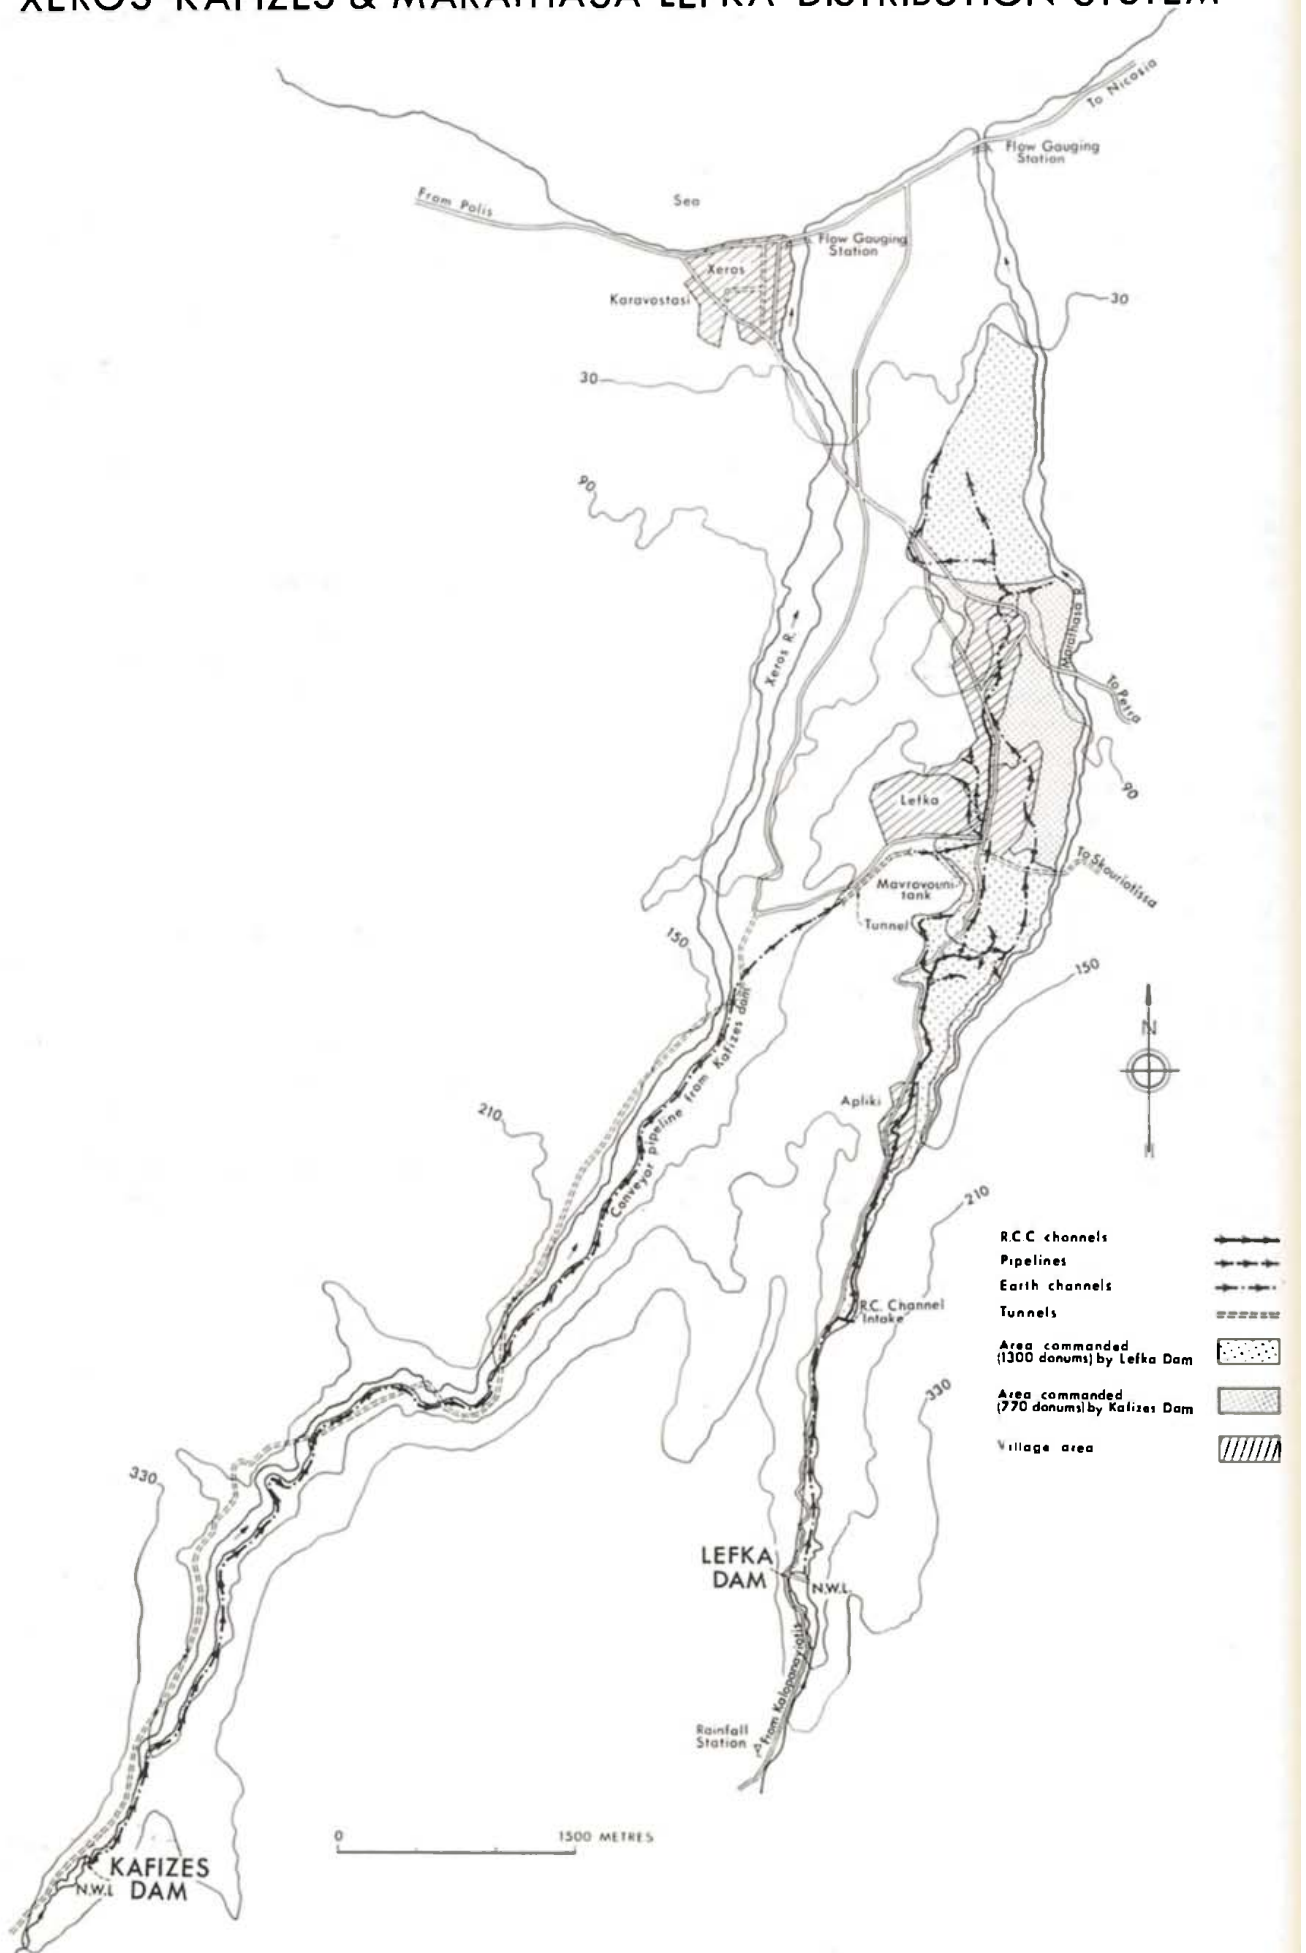 XEROS-KAFIZES & MARATHASA-LEFKA DISTRIBUTION SYSTEM
To Nicosia
Flow Gauging
Station
From Polis
Sea
Flow Gauging
Station
Xeros
Karavostasi
30
30
90
Xeros R.
Marathasa R.
To Petra
90
Lefka
To Skouriotissa
Mavrovouni
tank
Tunnel
150
150
Conveyor pipeline from Kafizes dam
N
Apliki
210
210
R.C.C channels
Pipelines
Earth channels
Tunnels
Area commanded
(1300 donums) by Lefka Dam
Area commanded
(770 donums) by Kafizes Dam
Village area
R.C. Channel
Intake
330
330
LEFKA
DAM
N.W.L.
from Kalopanayiotis
Rainfall
Station
0
1500 METRES
KAFIZES
DAM
N.W.L